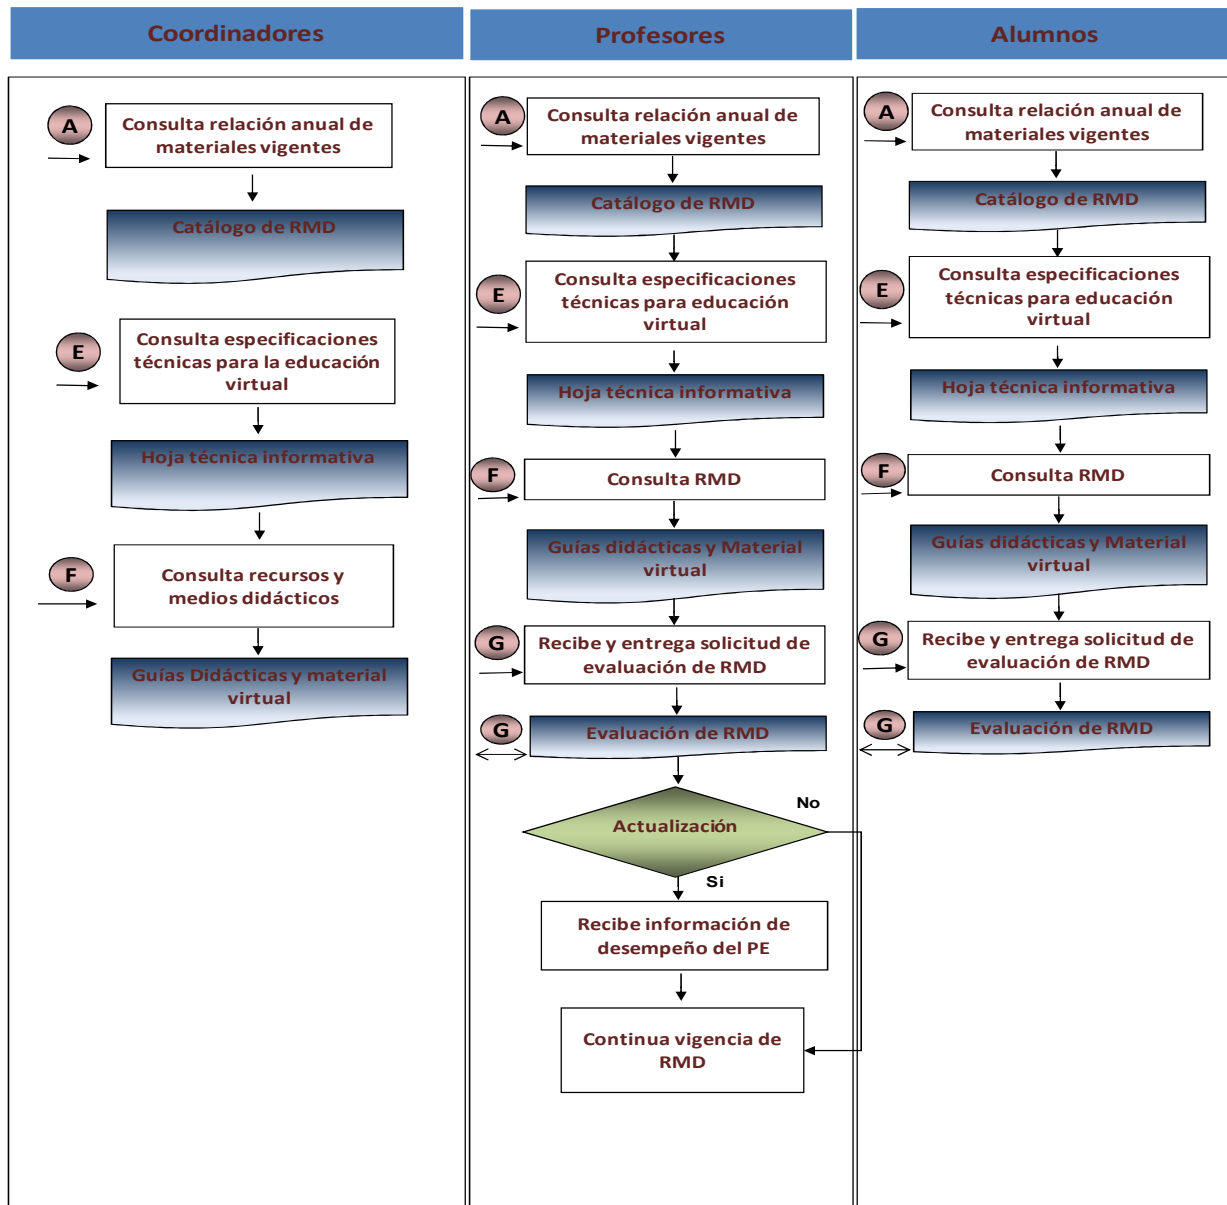 Coordinadores
Profesores
Alumnos
A
Consulta relación anual de
materiales vigentes
Catálogo de RMD
E
Consulta especificaciones
técnicas para la educación
virtual
Hoja técnica informativa
F
Consulta recursos y
medios didácticos
Guías Didácticas y material
virtual
A
Consulta relación anual de
materiales vigentes
Catálogo de RMD
E
Consulta especificaciones
técnicas para educación
virtual
Hoja técnica informativa
F
Consulta RMD
Guías didácticas y Material
virtual
G
Recibe y entrega solicitud de
evaluación de RMD
G
Evaluación de RMD
Actualización
No
Si
Recibe información de
desempeño del PE
Continua vigencia de
RMD
A
Consulta relación anual de
materiales vigentes
Catálogo de RMD
E
Consulta especificaciones
técnicas para educación
virtual
Hoja técnica informativa
F
Consulta RMD
Guías didácticas y Material
virtual
G
Recibe y entrega solicitud de
evaluación de RMD
G
Evaluación de RMD